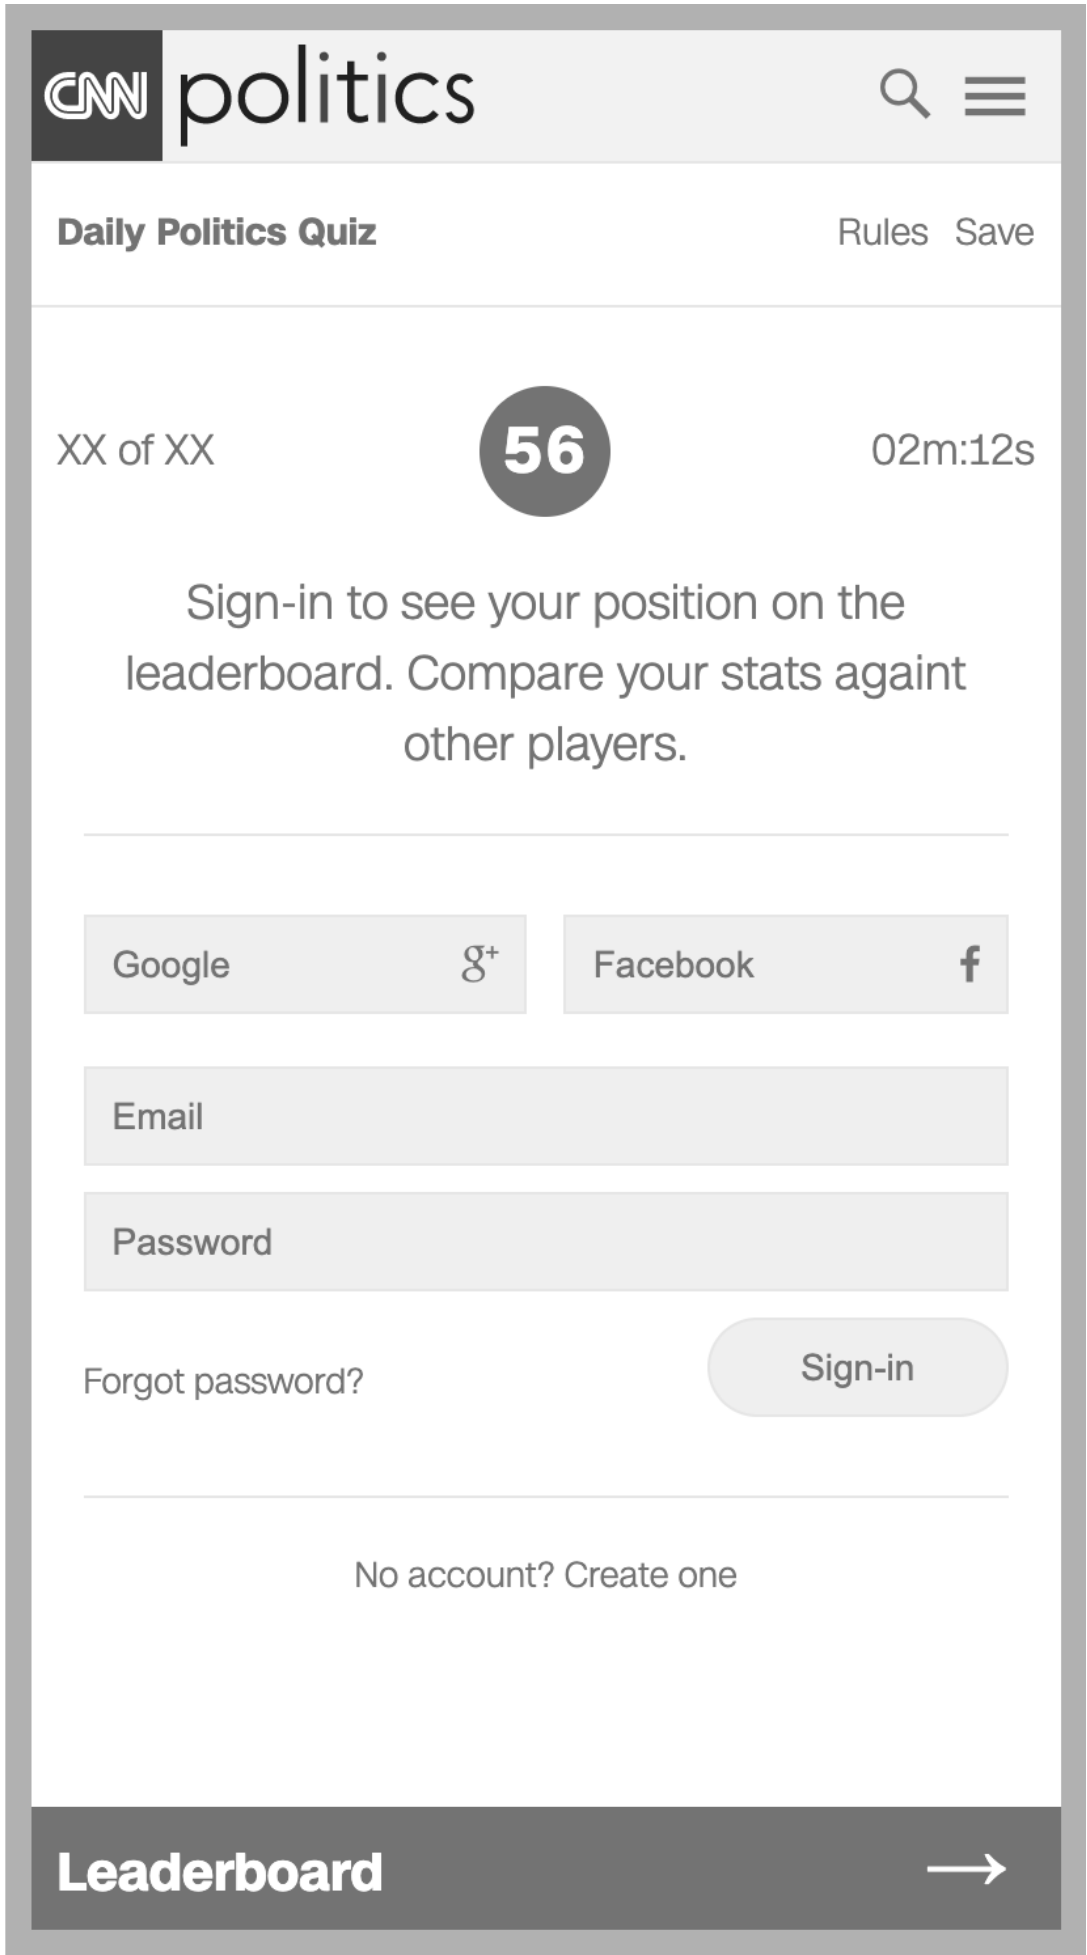 CNN politics
Daily Politics Quiz Rules Save
XX of XX 56 02m:12s
Sign-in to see your position on the
leaderboard. Compare your stats againt
other players.
Google g+ Facebook f
Email
Password
Forgot password? Sign-in
No account? Create one
Leaderboard →